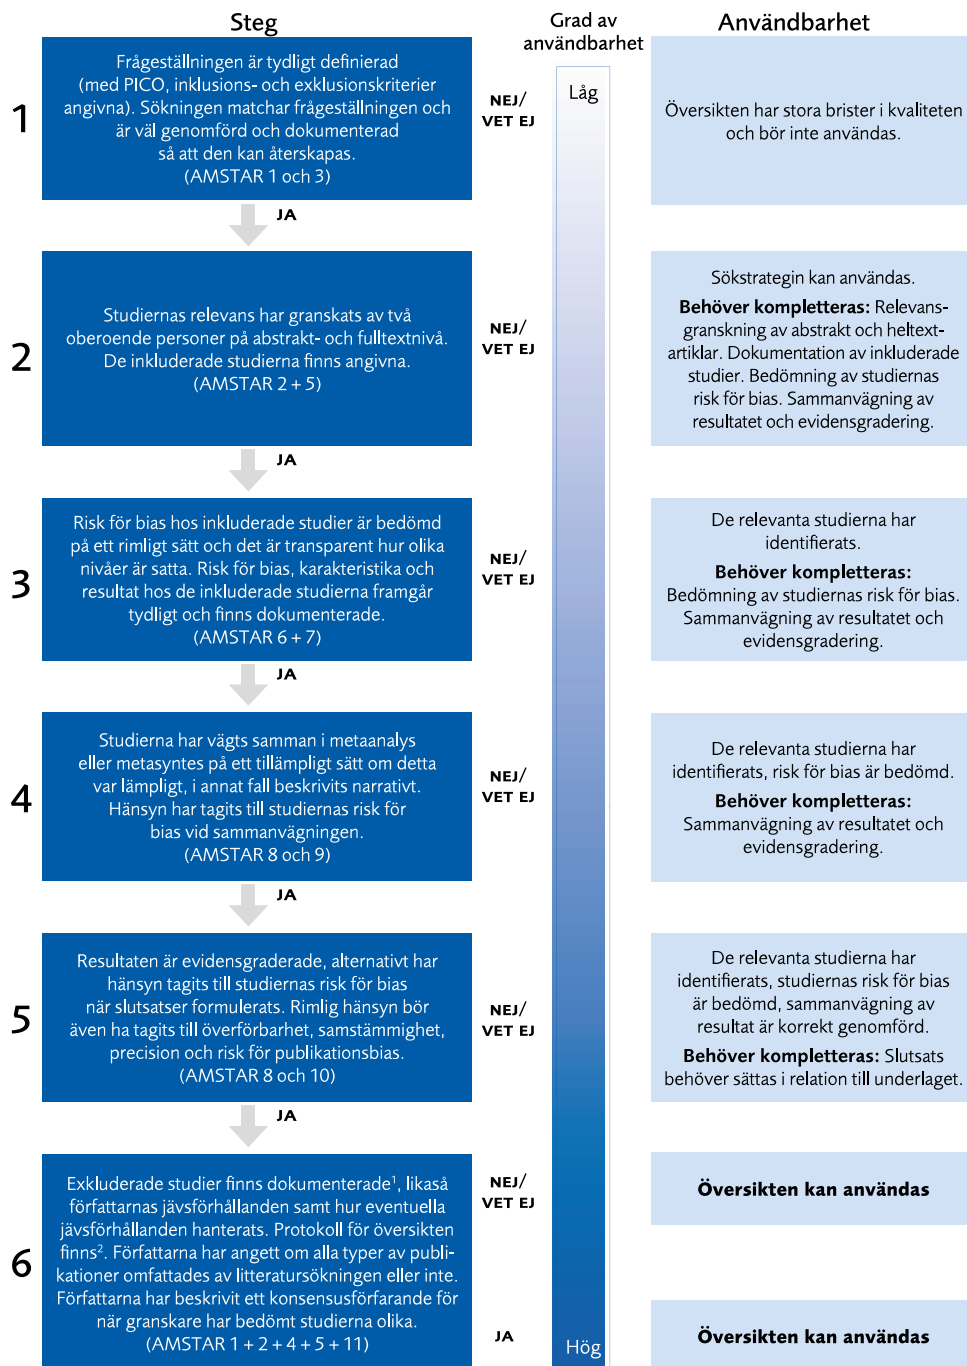 Steg
Grad av
användbarhet
Användbarhet
1
Frågeställningen är tydligt definierad
(med PICO, inklusions- och exklusionskriterier
angivna). Sökningen matchar frågeställningen och
är väl genomförd och dokumenterad
så att den kan återskapas.
(AMSTAR 1 och 3)
NEJ/
VET EJ
Låg
Översikten har stora brister i kvaliteten
och bör inte användas.
JA
2
Studiernas relevans har granskats av två
oberoende personer på abstrakt- och fulltextnivå.
De inkluderade studierna finns angivna.
(AMSTAR 2 + 5)
NEJ/
VET EJ
Sökstrategin kan användas.
Behöver kompletteras: Relevans-
granskning av abstrakt och heltext-
artiklar. Dokumentation av inkluderade
studier. Bedömning av studiernas
risk för bias. Sammanvägning av
resultatet och evidensgradering.
JA
3
Risk för bias hos inkluderade studier är bedömd
på ett rimligt sätt och det är transparent hur olika
nivåer är satta. Risk för bias, karakteristika och
resultat hos de inkluderade studierna framgår
tydligt och finns dokumenterade.
(AMSTAR 6 + 7)
NEJ/
VET EJ
De relevanta studierna har
identifierats.
Behöver kompletteras:
Bedömning av studiernas risk för bias.
Sammanvägning av resultatet och
evidensgradering.
JA
4
Studierna har vägts samman i metaanalys
eller metasyntes på ett tillämpligt sätt om detta
var lämpligt, i annat fall beskrivits narrativt.
Hänsyn har tagits till studiernas risk för
bias vid sammanvägningen.
(AMSTAR 8 och 9)
NEJ/
VET EJ
De relevanta studierna har
identifierats, risk för bias är bedömd.
Behöver kompletteras:
Sammanvägning av resultatet och
evidensgradering.
JA
5
Resultaten är evidensgraderade, alternativt har
hänsyn tagits till studiernas risk för bias
när slutsatser formulerats. Rimlig hänsyn bör
även ha tagits till överförbarhet, samstämmighet,
precision och risk för publikationsbias.
(AMSTAR 8 och 10)
NEJ/
VET EJ
De relevanta studierna har
identifierats, studiernas risk för bias
är bedömd, sammanvägning av
resultat är korrekt genomförd.
Behöver kompletteras: Slutsats
behöver sättas i relation till underlaget.
JA
6
Exkluderade studier finns dokumenterade¹, likaså
författarnas jävsförhållanden samt hur eventuella
jävsförhållanden hanterats. Protokoll för översikten
finns². Författarna har angett om alla typer av publi-
kationer omfattades av litteratursökningen eller inte.
Författarna har beskrivit ett konsensusförfarande för
när granskare har bedömt studierna olika.
(AMSTAR 1 + 2 + 4 + 5 + 11)
NEJ/
VET EJ
Översikten kan användas
JA
Hög
Översikten kan användas